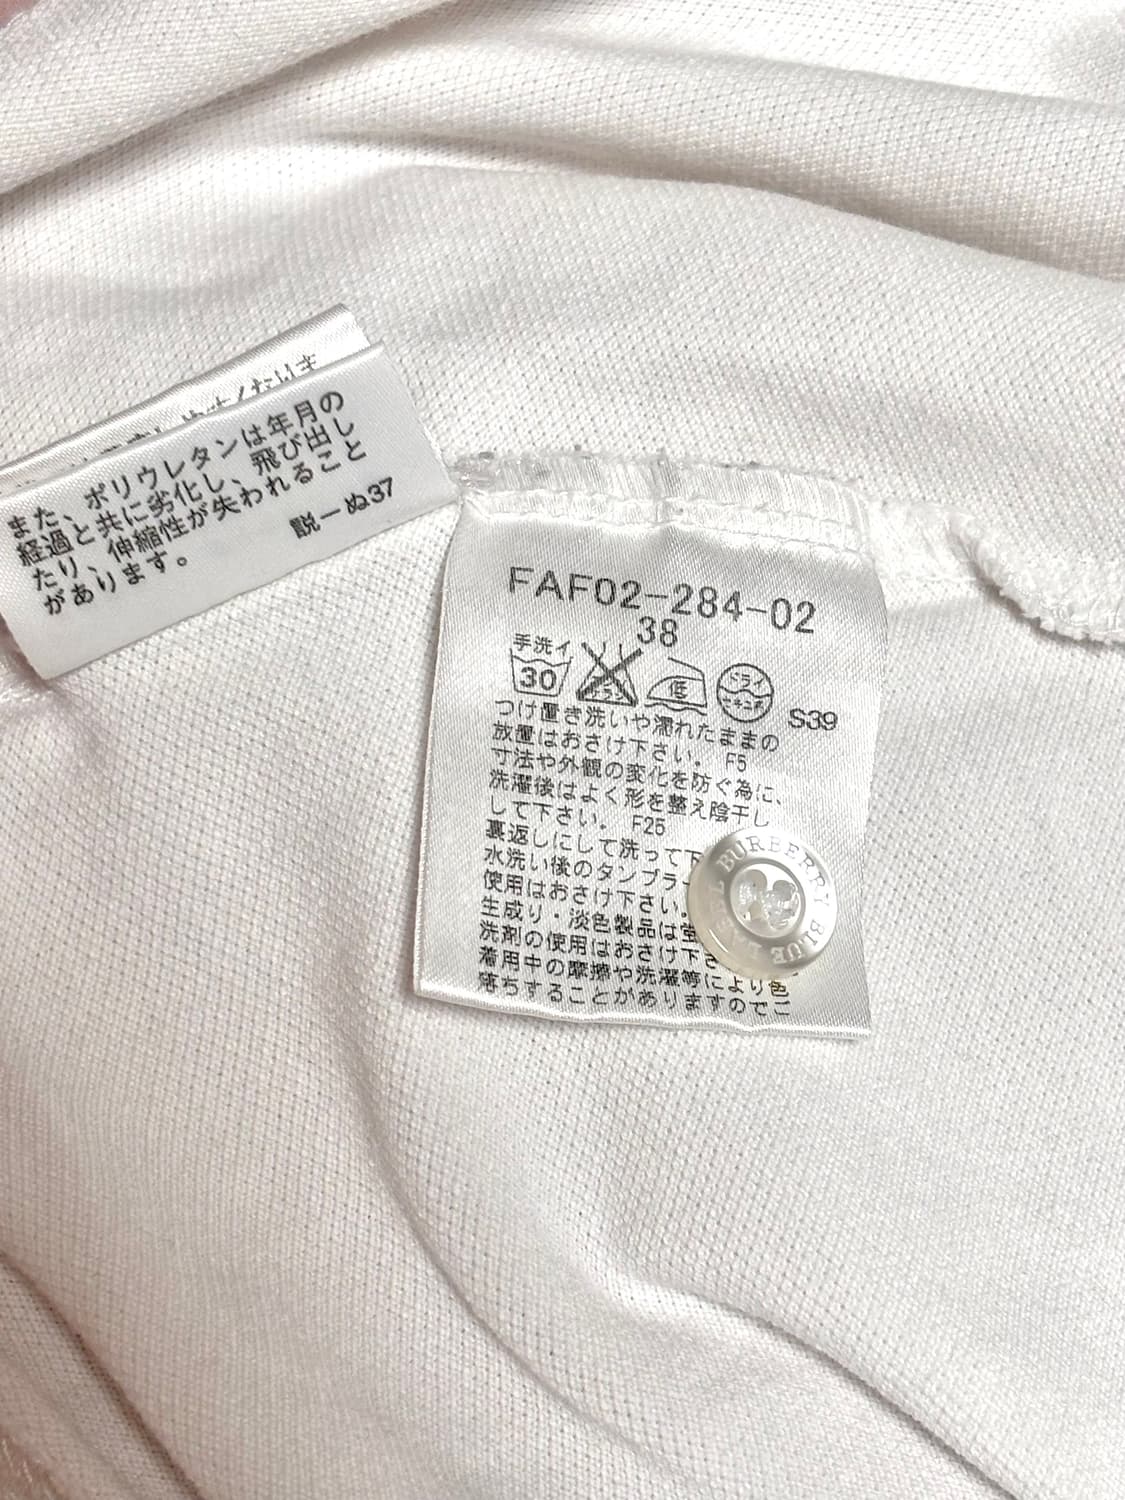 また、ポリウレタンは年月の
経過と共に劣化し、飛び出し
たり、伸縮性が失われること
があります。
説ーぬ37
FAF02-284-02
38
手洗イ
30
低
ドライ
S39
つけ置き洗いや濡れたままの
放置はおさけ下さい。 F5
寸法や外観の変化を防ぐ為に、
洗濯後はよく形を整え陰干し
して下さい。 F25
裏返しにして洗って下
水洗い後のタンブラー
使用はおさけ下さい。
生成り・淡色製品は蛍
洗剤の使用はおさけ下さ
着用中の摩擦や洗濯等により色
落ちすることがありますのでご
BURBERRY BLUE LABEL